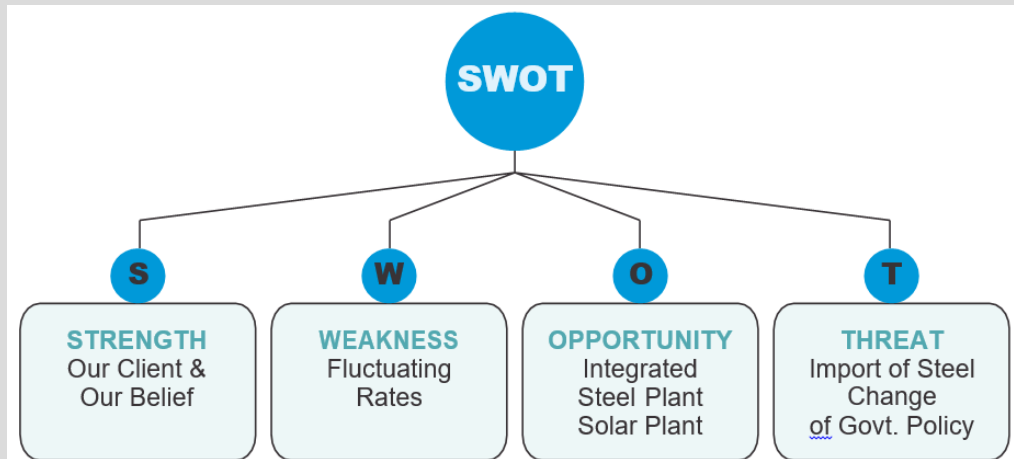 SWOT
S
STRENGTH
Our Client &
Our Belief
W
WEAKNESS
Fluctuating
Rates
O
OPPORTUNITY
Integrated
Steel Plant
Solar Plant
T
THREAT
Import of Steel
Change
of Govt. Policy